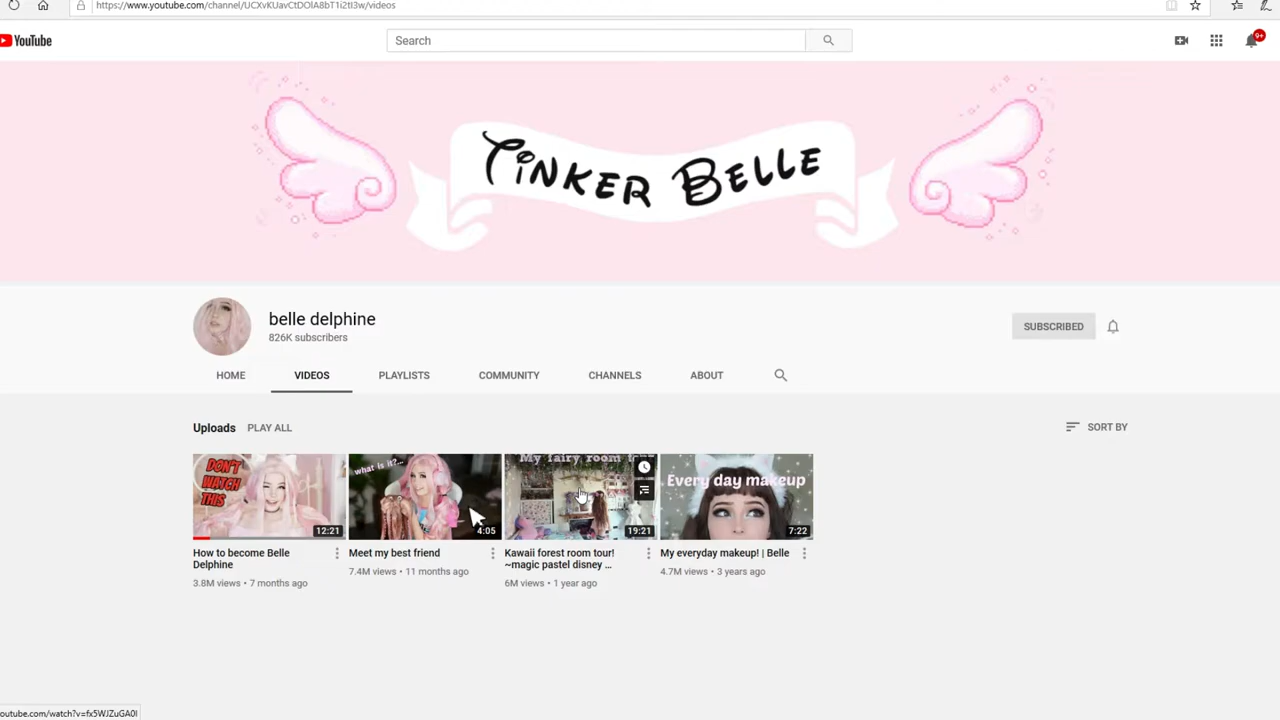 https://www.youtube.com/channel/UCXvKUavCtDOlA8bT1i2tI3w/videos
YouTube
Search
9+
TINKER BELLE
belle delphine
826K subscribers
SUBSCRIBED
HOME VIDEOS PLAYLISTS COMMUNITY CHANNELS ABOUT
Uploads PLAY ALL SORT BY
DON'T
WATCH
THIS
12:21
what is it?...
4:05
My fairy room
19:21
Every day makeup
7:22
How to become Belle
Delphine
3.8M views • 7 months ago
Meet my best friend
7.4M views • 11 months ago
Kawaii forest room tour!
~magic pastel disney ...
6M views • 1 year ago
My everyday makeup! | Belle
4.7M views • 3 years ago
outube.com/watch?v=fx5WJZuGA0I